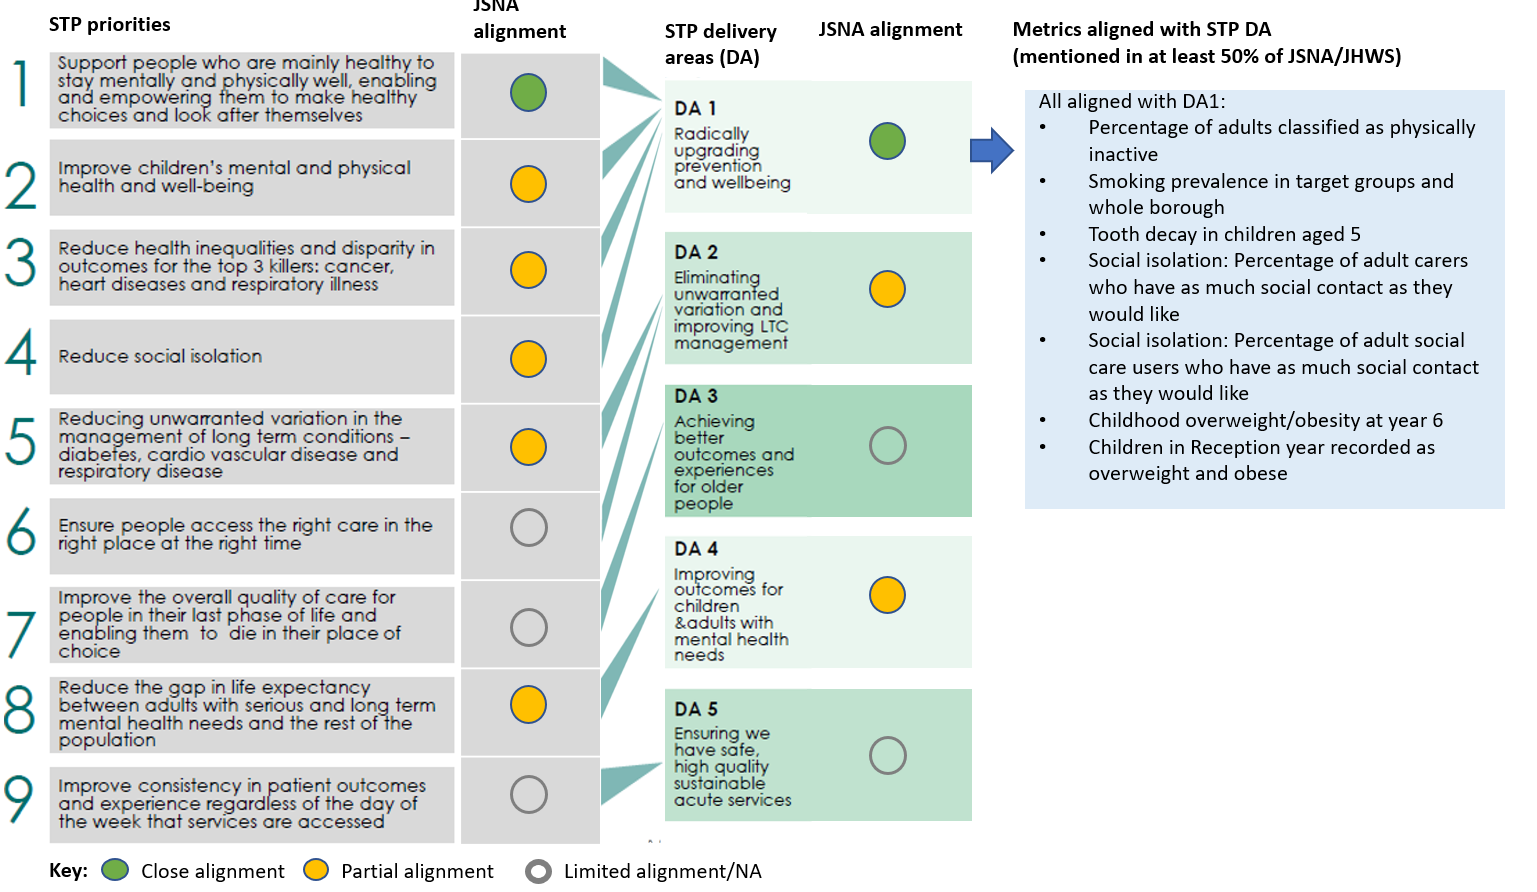 STP priorities
JSNA
alignment
1
Support people who are mainly healthy to
stay mentally and physically well, enabling
and empowering them to make healthy
choices and look after themselves
2
Improve children’s mental and physical
health and well-being
3
Reduce health inequalities and disparity in
outcomes for the top 3 killers: cancer,
heart diseases and respiratory illness
4
Reduce social isolation
5
Reducing unwarranted variation in the
management of long term conditions –
diabetes, cardio vascular disease and
respiratory disease
6
Ensure people access the right care in the
right place at the right time
7
Improve the overall quality of care for
people in their last phase of life and
enabling them to die in their place of
choice
8
Reduce the gap in life expectancy
between adults with serious and long term
mental health needs and the rest of the
population
9
Improve consistency in patient outcomes
and experience regardless of the day of
the week that services are accessed
STP delivery
areas (DA)
JSNA alignment
DA 1
Radically
upgrading
prevention
and wellbeing
DA 2
Eliminating
unwarranted
variation and
improving LTC
management
DA 3
Achieving
better
outcomes and
experiences
for older
people
DA 4
Improving
outcomes for
children
&adults with
mental health
needs
DA 5
Ensuring we
have safe,
high quality
sustainable
acute services
Metrics aligned with STP DA
(mentioned in at least 50% of JSNA/JHWS)
All aligned with DA1:
• Percentage of adults classified as physically
inactive
• Smoking prevalence in target groups and
whole borough
• Tooth decay in children aged 5
• Social isolation: Percentage of adult carers
who have as much social contact as they
would like
• Social isolation: Percentage of adult social
care users who have as much social contact
as they would like
• Childhood overweight/obesity at year 6
• Children in Reception year recorded as
overweight and obese
Key: Close alignment Partial alignment Limited alignment/NA